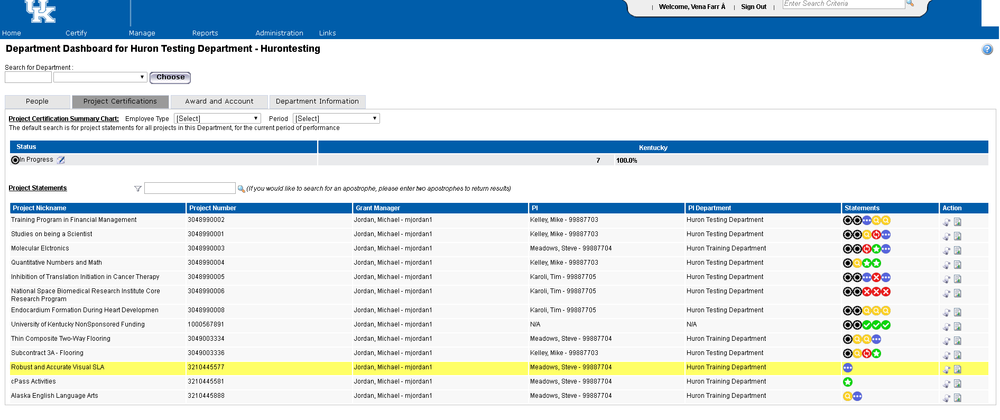 UK
| Welcome, Vena Farr Â | Sign Out | Enter Search Criteria
Home Certify Manage Reports Administration Links
Department Dashboard for Huron Testing Department - Hurontesting
Search for Department :
Choose
People Project Certifications Award and Account Department Information
Project Certification Summary Chart: Employee Type [Select] Period [Select]
The default search is for project statements for all projects in this Department, for the current period of performance
Status Kentucky
In Progress 7 100.0%
Project Statements (If you would like to search for an apostrophe, please enter two apostrophes to return results)
Project Nickname Project Number Grant Manager PI PI Department Statements Action
Training Program in Financial Management 3048990002 Jordan, Michael - mjordan1 Kelley, Mike - 99887703 Huron Testing Department
Studies on being a Scientist 3048990001 Jordan, Michael - mjordan1 Kelley, Mike - 99887703 Huron Testing Department
Molecular Elctronics 3048990003 Jordan, Michael - mjordan1 Meadows, Steve - 99887704 Huron Training Department
Quantitative Numbers and Math 3048990004 Jordan, Michael - mjordan1 Kelley, Mike - 99887703 Huron Testing Department
Inhibition of Translation Initiation in Cancer Therapy 3048990005 Jordan, Michael - mjordan1 Karoli, Tim - 99887705 Huron Testing Department
National Space Biomedical Research Institute Core 3048990006 Jordan, Michael - mjordan1 Karoli, Tim - 99887705 Huron Testing Department
Research Program
Endocardium Formation During Heart Developmen 3048990008 Jordan, Michael - mjordan1 Karoli, Tim - 99887705 Huron Testing Department
University of Kentucky NonSponsored Funding 1000567891 Jordan, Michael - mjordan1 N/A N/A
Thin Composite Two-Way Flooring 3049003334 Jordan, Michael - mjordan1 Meadows, Steve - 99887704 Huron Training Department
Subcontract 3A - Flooring 3049003336 Jordan, Michael - mjordan1 Kelley, Mike - 99887703 Huron Testing Department
Robust and Accurate Visual SLA 3210445577 Jordan, Michael - mjordan1 Meadows, Steve - 99887704 Huron Training Department
cPass Activities 3210445581 Jordan, Michael - mjordan1 Meadows, Steve - 99887704 Huron Training Department
Alaska English Language Arts 3210445888 Jordan, Michael - mjordan1 Meadows, Steve - 99887704 Huron Training Department